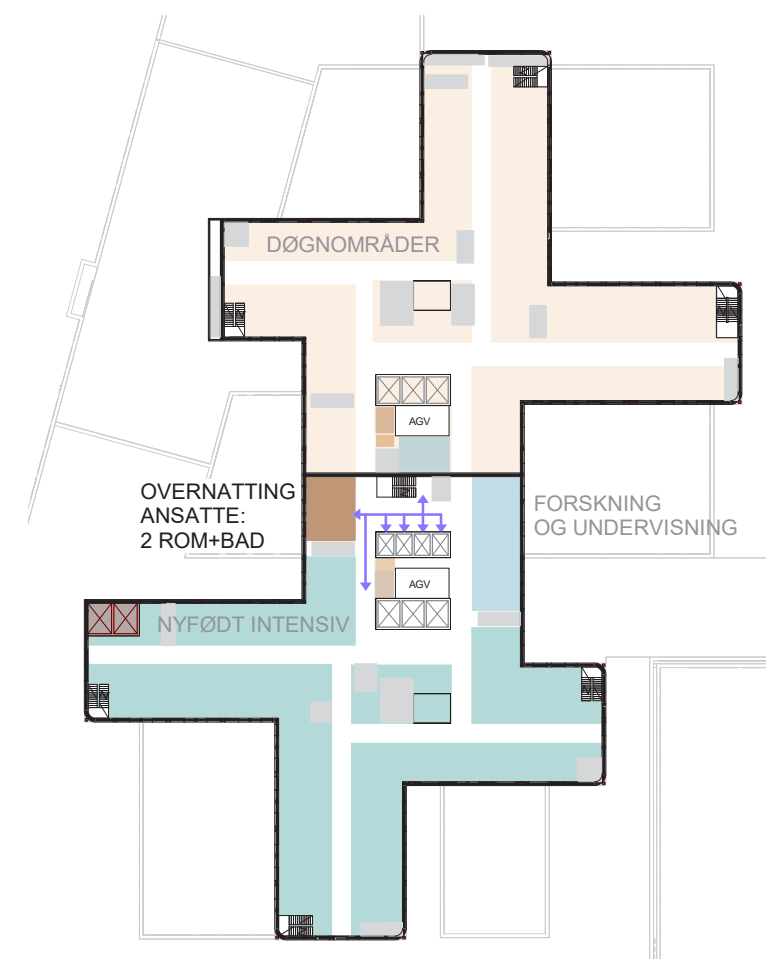 DØGNOMRÅDER
AGV
OVERNATTING
ANSATTE:
2 ROM+BAD
FORSKNING
OG UNDERVISNING
AGV
NYFØDT INTENSIV